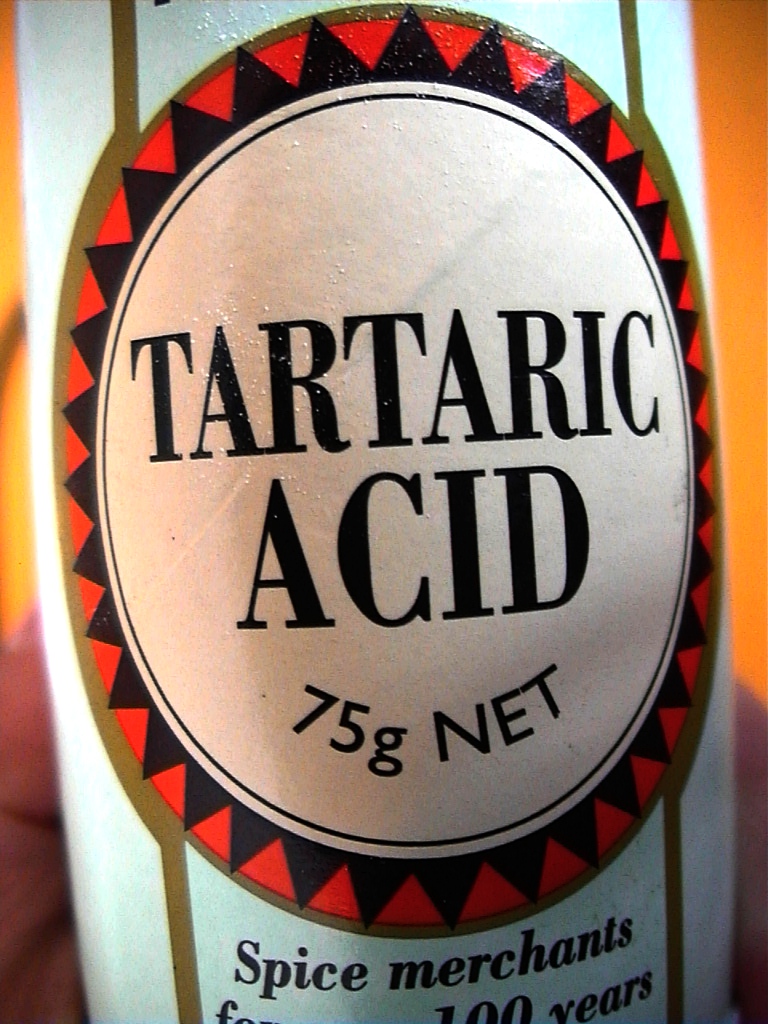 TARTARIC
ACID
75g NET
Spice merchants
100 years